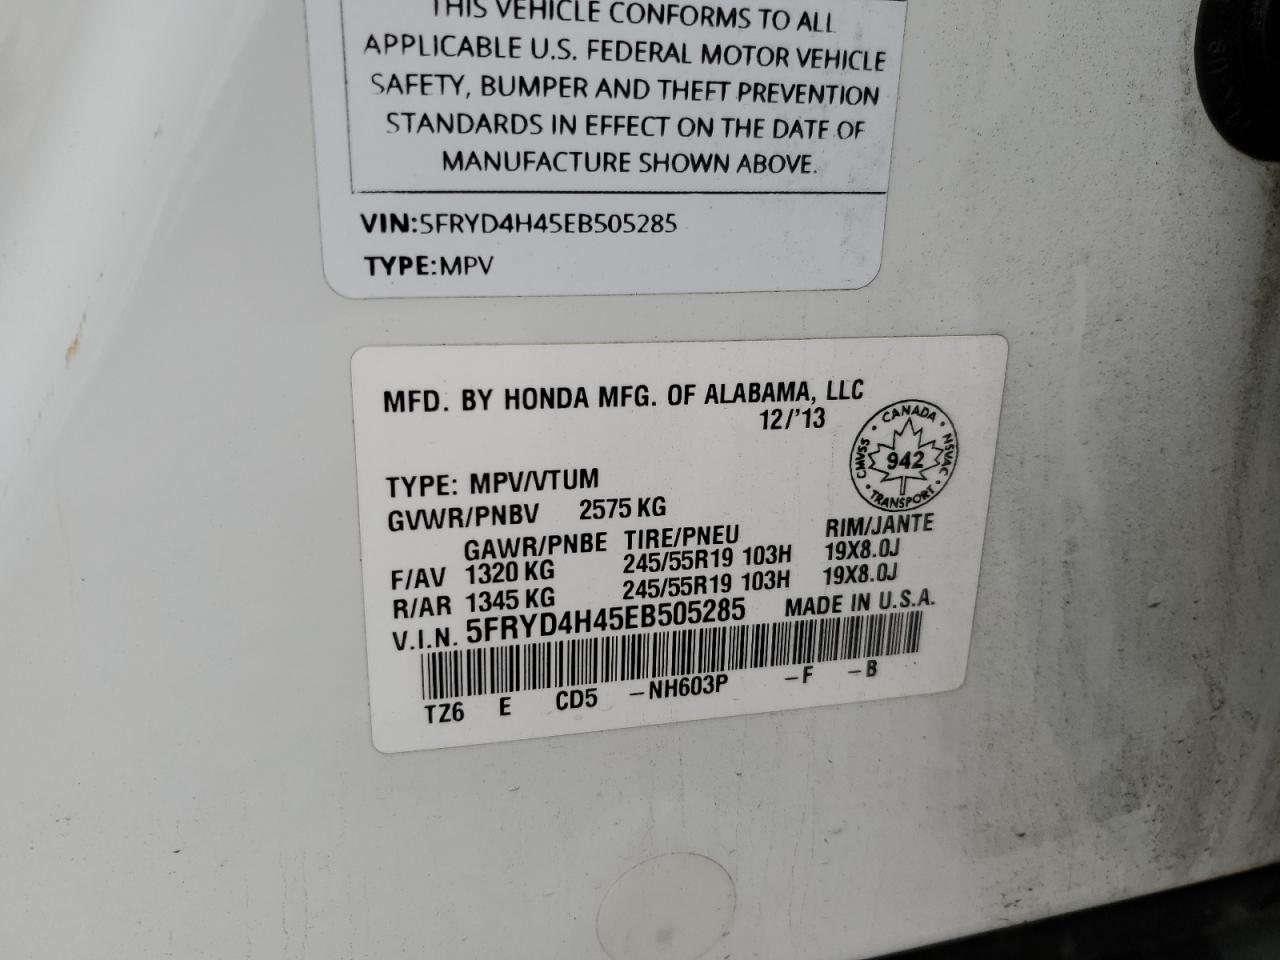 THIS VEHICLE CONFORMS TO ALL
APPLICABLE U.S. FEDERAL MOTOR VEHICLE
SAFETY, BUMPER AND THEFT PREVENTION
STANDARDS IN EFFECT ON THE DATE OF
MANUFACTURE SHOWN ABOVE.
VIN:5FRYD4H45EB505285
TYPE:MPV
MFD. BY HONDA MFG. OF ALABAMA, LLC
12/'13
CANADA
CMVSS 942 NSVAC
TRANSPORT
TYPE: MPV/VTUM
GVWR/PNBV 2575 KG
GAWR/PNBE TIRE/PNEU RIM/JANTE
F/AV 1320 KG 245/55R19 103H 19X8.0J
R/AR 1345 KG 245/55R19 103H 19X8.0J
V.I.N. 5FRYD4H45EB505285 MADE IN U.S.A.
TZ6 E CD5 -NH603P -F -B